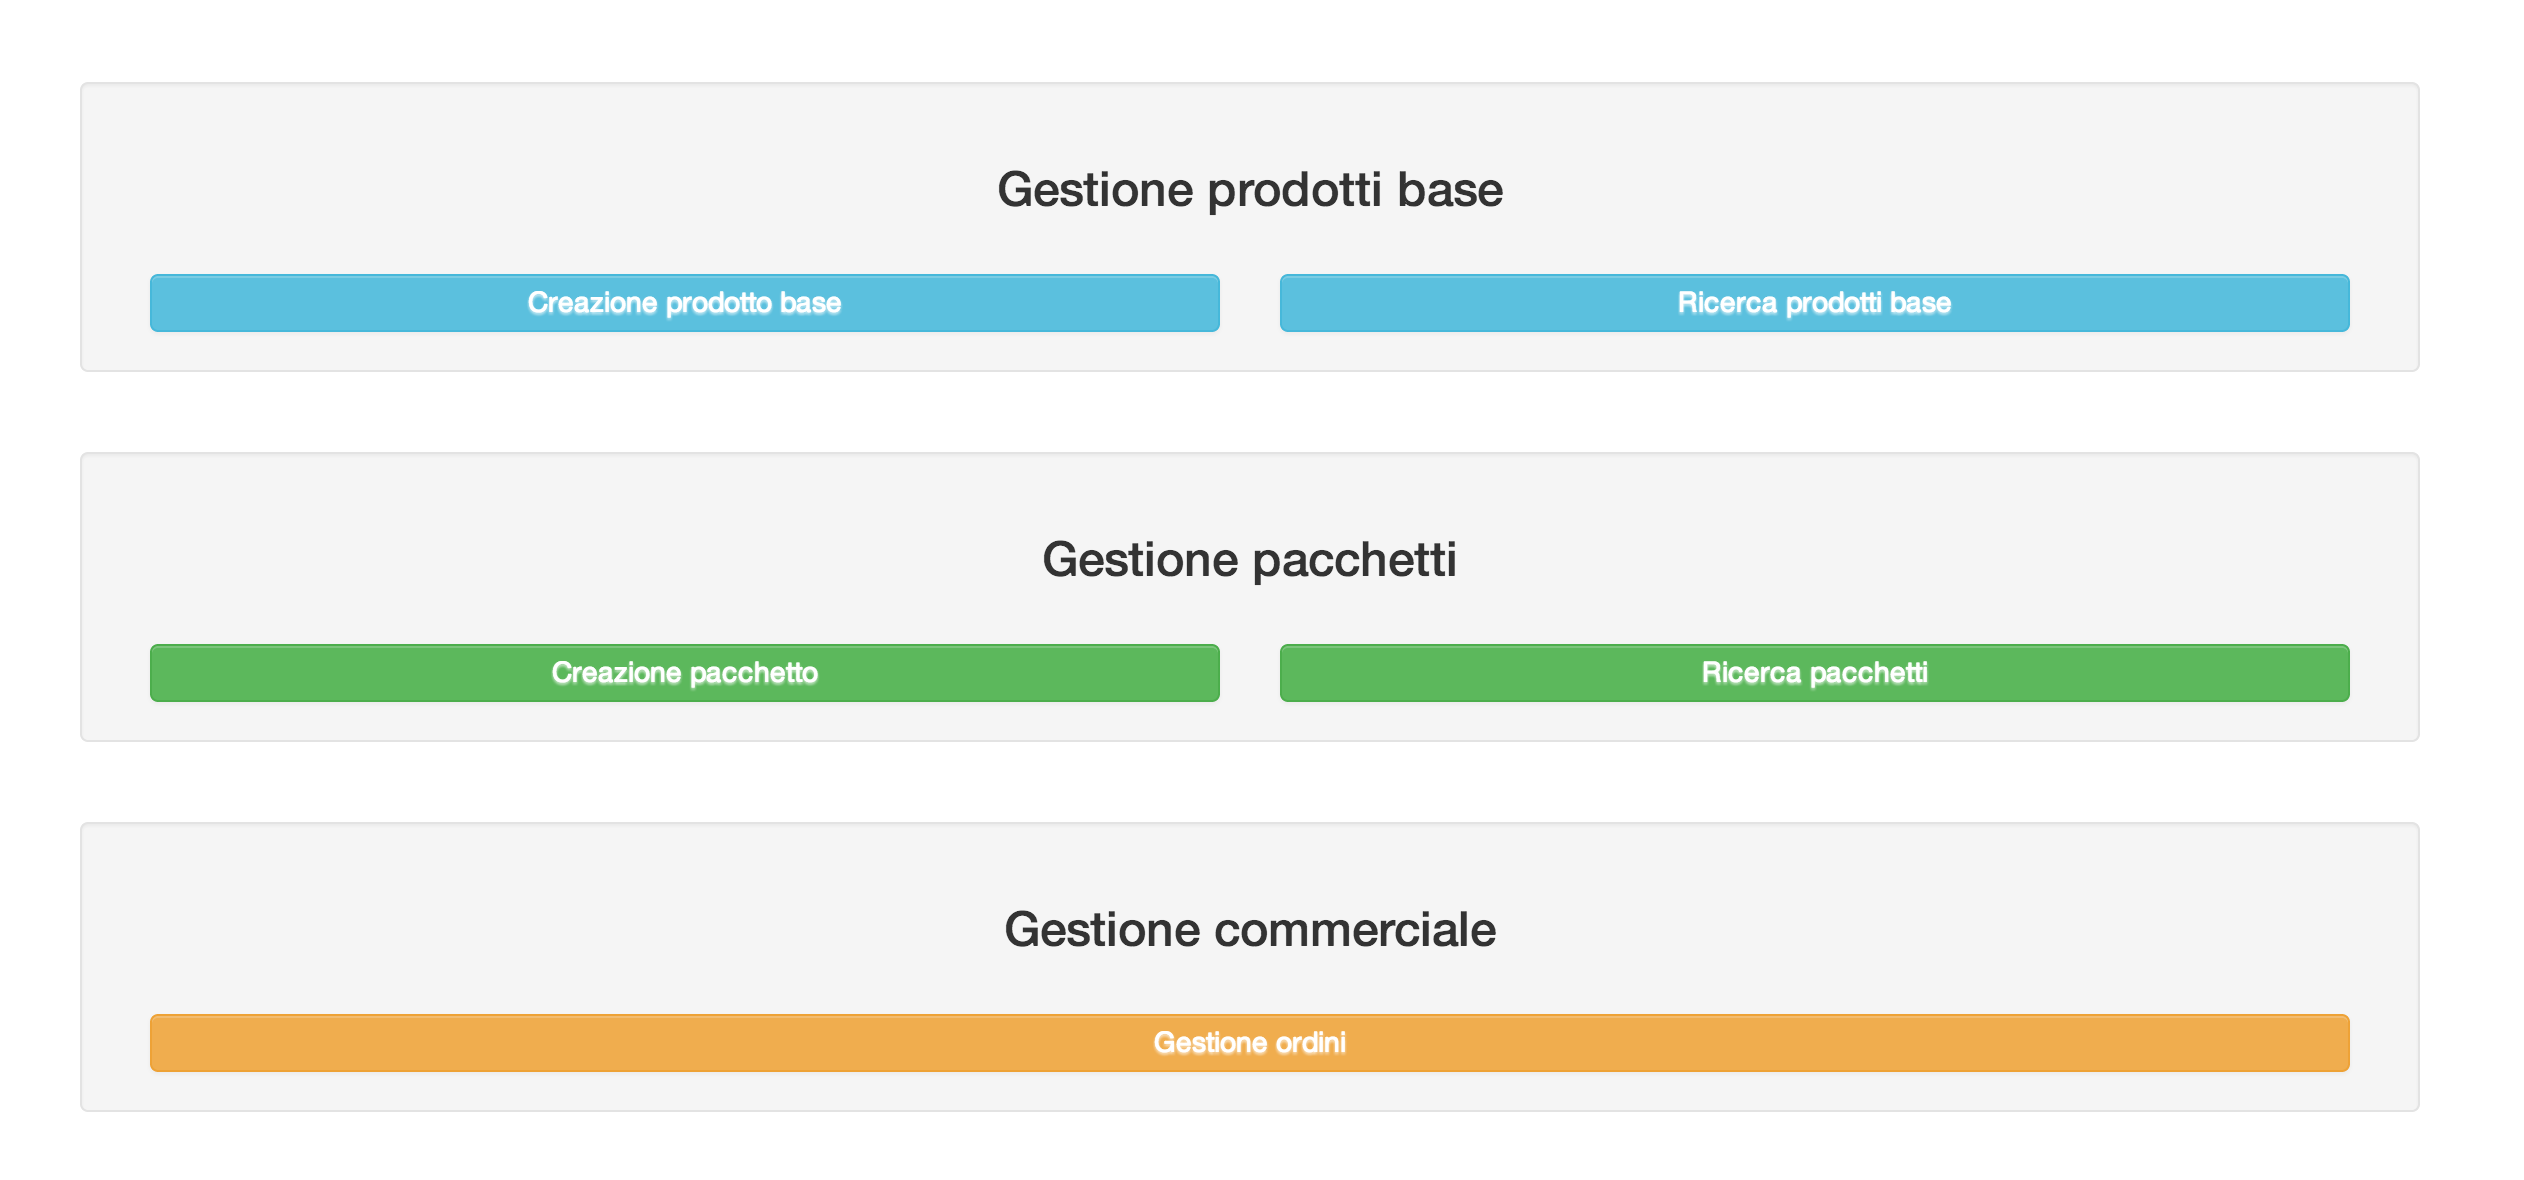 Gestione prodotti base
Creazione prodotto base
Ricerca prodotti base
Gestione pacchetti
Creazione pacchetto
Ricerca pacchetti
Gestione commerciale
Gestione ordini